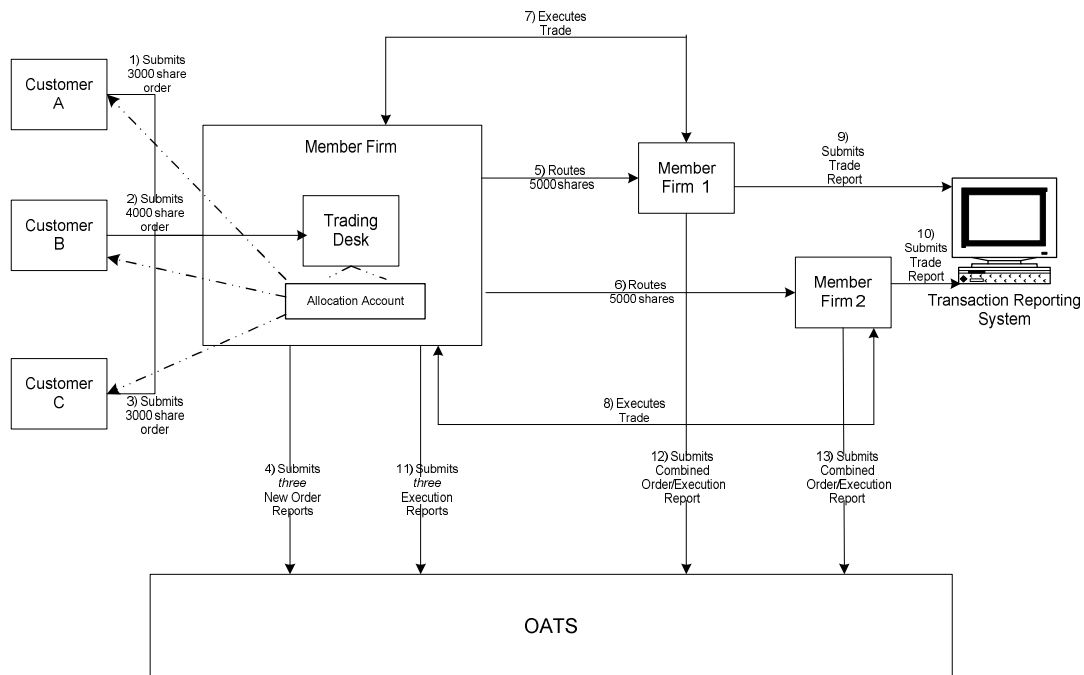 7) Executes
Trade
1) Submits
3000 share
order
Customer
A
Member Firm
9)
Submits
Trade
Report
5) Routes
5000 shares
Member
Firm 1
2) Submits
4000 share
order
Customer
B
Trading
Desk
10)
Submits
Trade
Report
6) Routes
5000 shares
Member
Firm 2
Allocation Account
Transaction Reporting
System
Customer
C
3) Submits
3000 share
order
8) Executes
Trade
4) Submits
three
New Order
Reports
11) Submits
three
Execution
Reports
12) Submits
Combined
Order/Execution
Report
13) Submits
Combined
Order/Execution
Report
OATS